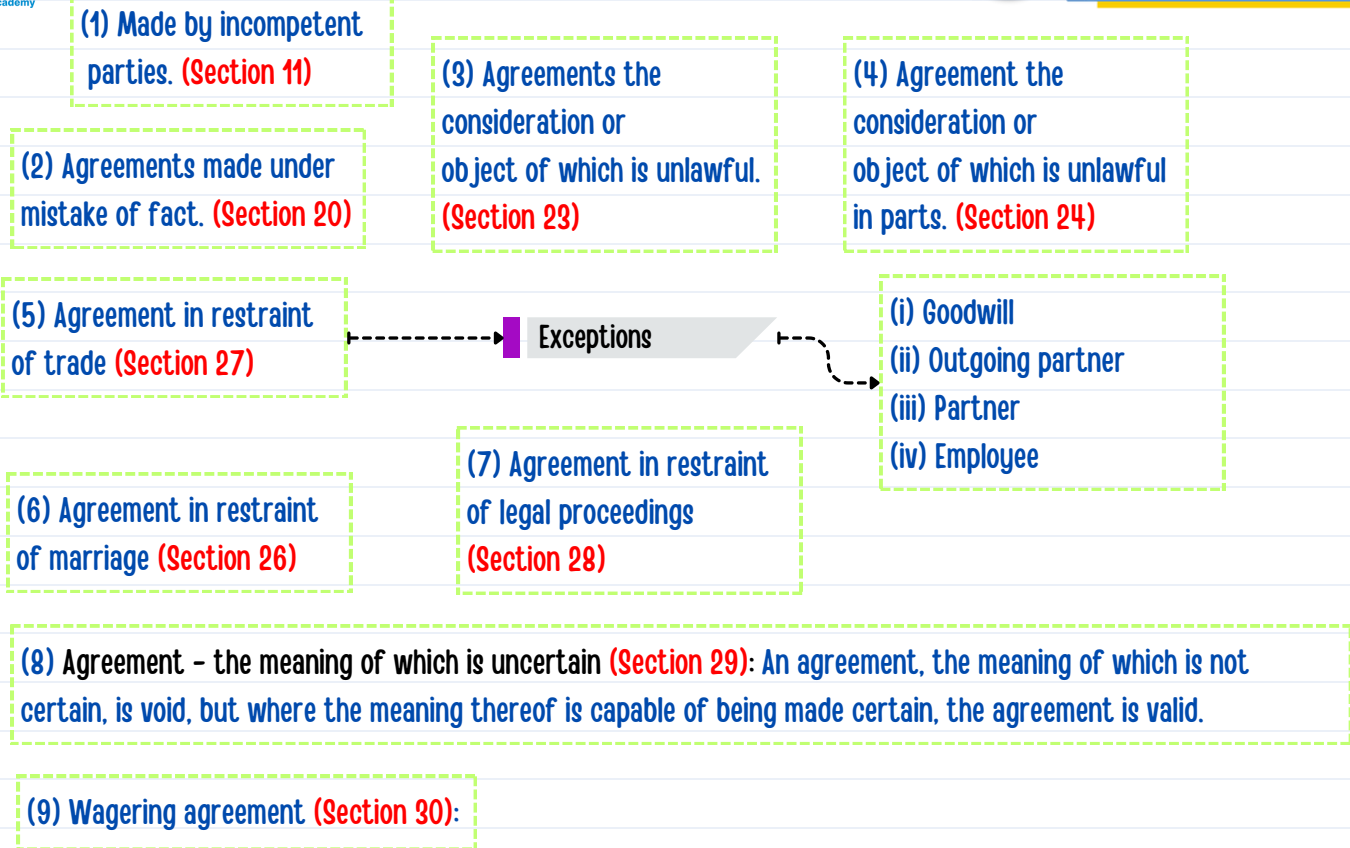 cademy
(1) Made by incompetent
parties. (Section 11)
(2) Agreements made under
mistake of fact. (Section 20)
(3) Agreements the
consideration or
object of which is unlawful.
(Section 23)
(4) Agreement the
consideration or
object of which is unlawful
in parts. (Section 24)
(5) Agreement in restraint
of trade (Section 27)
Exceptions
(i) Goodwill
(ii) Outgoing partner
(iii) Partner
(iv) Employee
(6) Agreement in restraint
of marriage (Section 26)
(7) Agreement in restraint
of legal proceedings
(Section 28)
(8) Agreement – the meaning of which is uncertain (Section 29): An agreement, the meaning of which is not
certain, is void, but where the meaning thereof is capable of being made certain, the agreement is valid.
(9) Wagering agreement (Section 30):